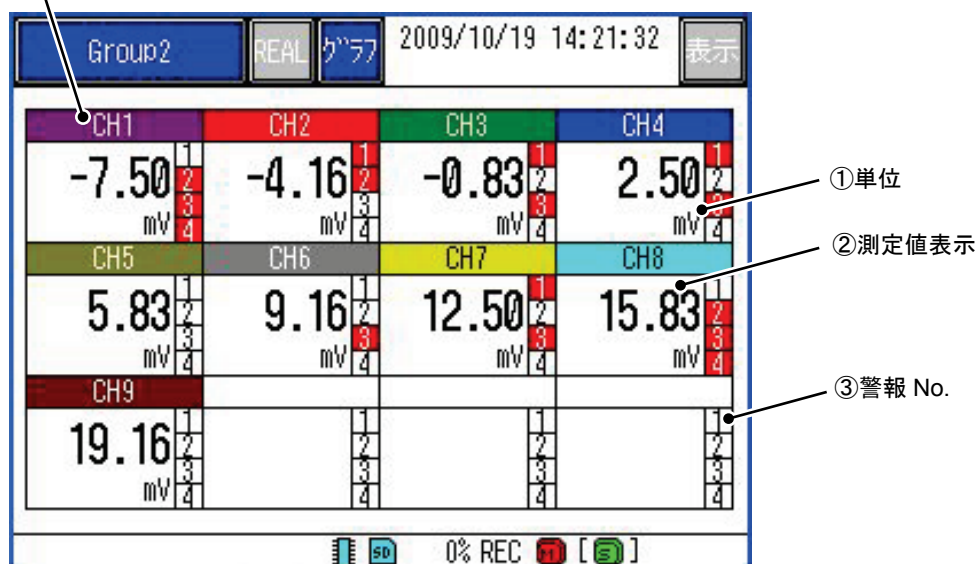 Group2 REAL グラフ 2009/10/19 14:21:32 表示
CH1 CH2 CH3 CH4
-7.50 1 2 3 4 -4.16 1 2 3 4 -0.83 1 2 3 4 2.50 1 2 3 4
mV mV mV mV
①単位
CH5 CH6 CH7 CH8
②測定値表示
5.83 1 2 3 4 9.16 1 2 3 4 12.50 1 2 3 4 15.83 1 2 3 4
mV mV mV mV
CH9
③警報 No.
19.16 1 2 3 4 1 2 3 4 1 2 3 4 1 2 3 4
mV
SD 0% REC M [S]